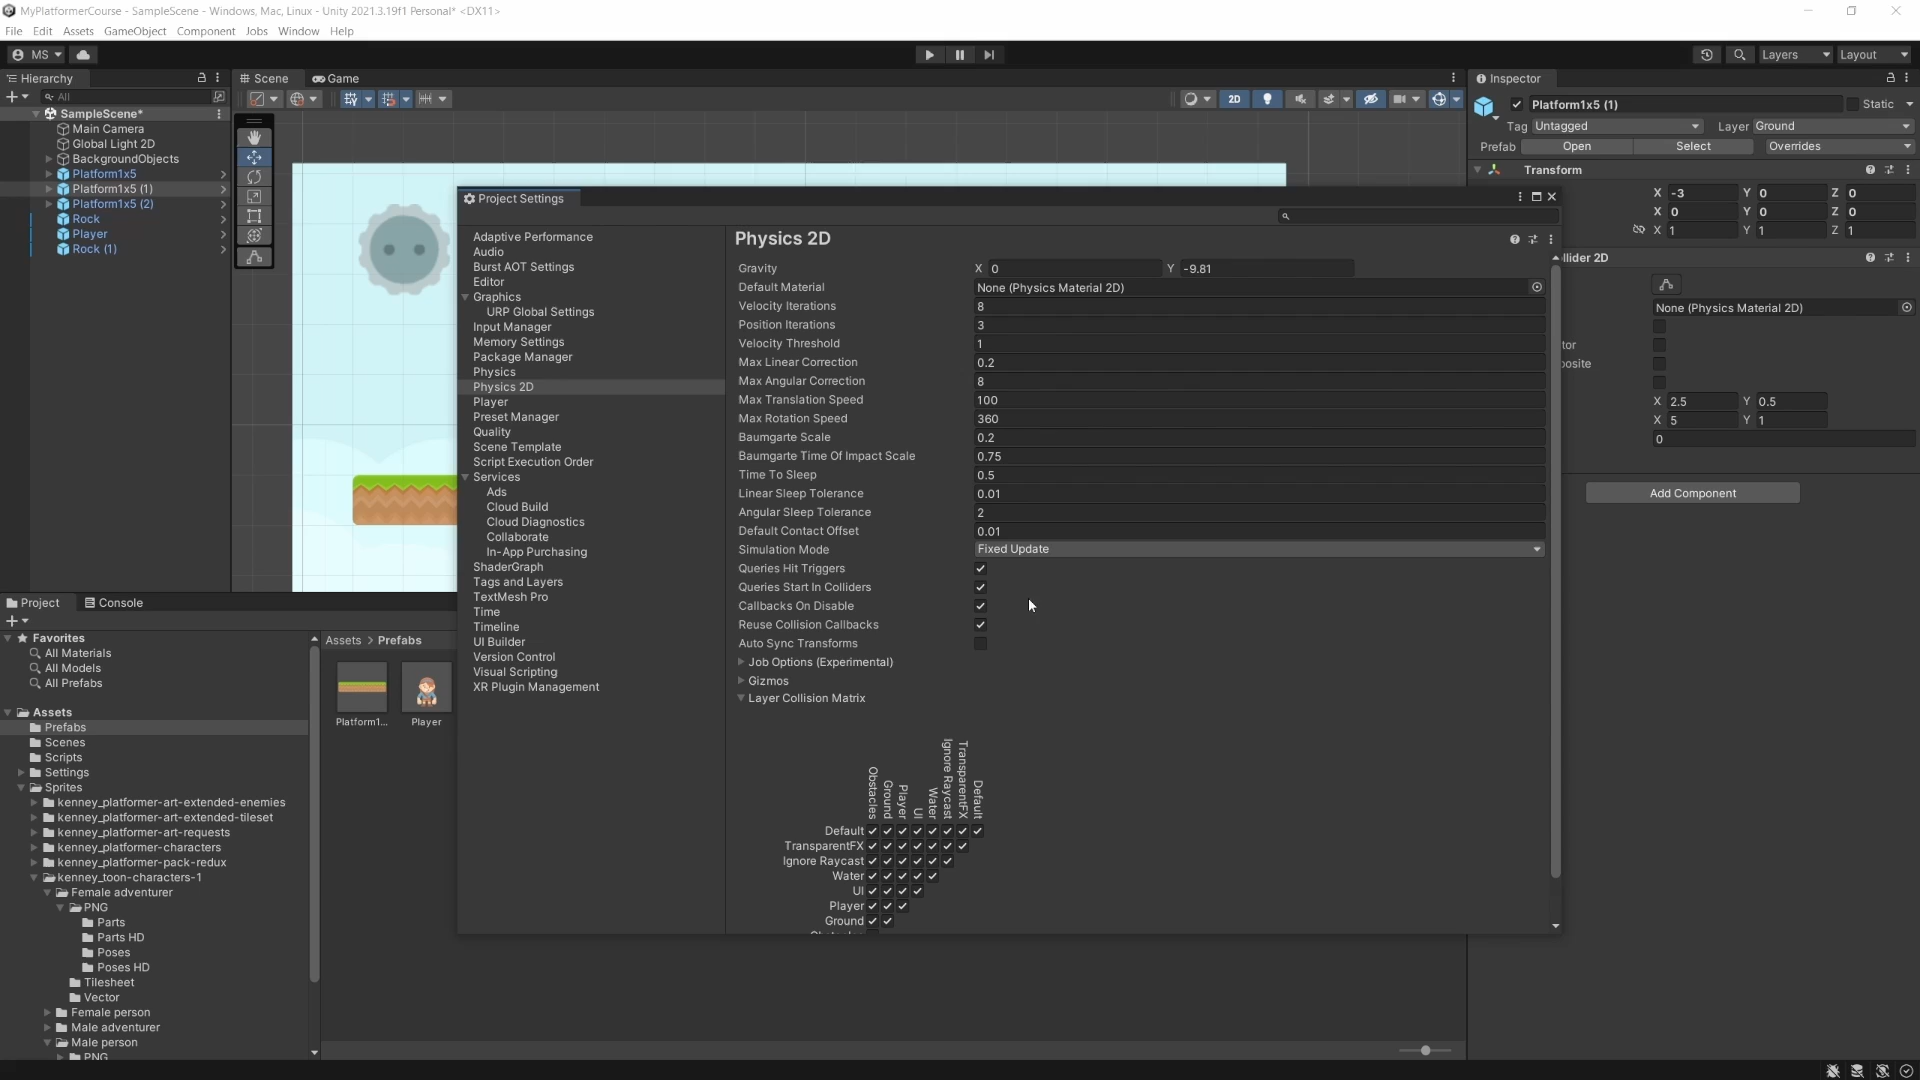 MyPlatformerCourse - SampleScene - Windows, Mac, Linux - Unity 2021.3.19f1 Personal* <DX11>
File Edit Assets GameObject Component Jobs Window Help
MS
Layers Layout
Hierarchy
All
SampleScene*
Main Camera
Global Light 2D
BackgroundObjects
Platform1x5
Platform1x5 (1)
Platform1x5 (2)
Rock
Player
Rock (1)
Scene Game
2D
Project Settings
Adaptive Performance
Audio
Burst AOT Settings
Editor
Graphics
URP Global Settings
Input Manager
Memory Settings
Package Manager
Physics
Physics 2D
Player
Preset Manager
Quality
Scene Template
Script Execution Order
Services
Ads
Cloud Build
Cloud Diagnostics
Collaborate
In-App Purchasing
ShaderGraph
Tags and Layers
TextMesh Pro
Time
Timeline
UI Builder
Version Control
Visual Scripting
XR Plugin Management
Physics 2D
Gravity X 0 Y -9.81
Default Material None (Physics Material 2D)
Velocity Iterations 8
Position Iterations 3
Velocity Threshold 1
Max Linear Correction 0.2
Max Angular Correction 8
Max Translation Speed 100
Max Rotation Speed 360
Baumgarte Scale 0.2
Baumgarte Time Of Impact Scale 0.75
Time To Sleep 0.5
Linear Sleep Tolerance 0.01
Angular Sleep Tolerance 2
Default Contact Offset 0.01
Simulation Mode Fixed Update
Queries Hit Triggers
Queries Start In Colliders
Callbacks On Disable
Reuse Collision Callbacks
Auto Sync Transforms
Job Options (Experimental)
Gizmos
Layer Collision Matrix
Obstacles Ground Player UI Water Ignore Raycast TransparentFX Default
Default
TransparentFX
Ignore Raycast
Water
UI
Player
Ground
Inspector
Platform1x5 (1) Static
Tag Untagged Layer Ground
Prefab Open Select Overrides
Transform
X -3 Y 0 Z 0
X 0 Y 0 Z 0
X 1 Y 1 Z 1
llider 2D
None (Physics Material 2D)
tor
posite
X 2.5 Y 0.5
X 5 Y 1
0
Add Component
Project Console
Favorites
All Materials
All Models
All Prefabs
Assets
Prefabs
Scenes
Scripts
Settings
Sprites
kenney_platformer-art-extended-enemies
kenney_platformer-art-extended-tileset
kenney_platformer-art-requests
kenney_platformer-characters
kenney_platformer-pack-redux
kenney_toon-characters-1
Female adventurer
PNG
Parts
Parts HD
Poses
Poses HD
Tilesheet
Vector
Female person
Male adventurer
Male person
PNG
Assets > Prefabs
Platform1... Player